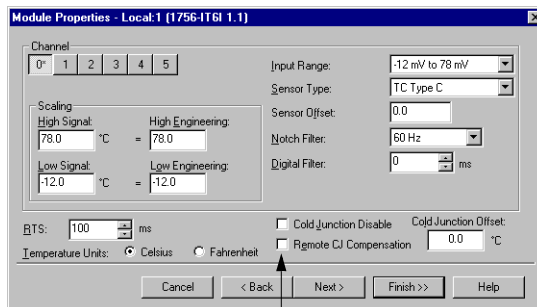 Module Properties - Local:1 (1756-IT6I 1.1)
Channel
0* 1 2 3 4 5
Scaling
High Signal: High Engineering:
78.0 °C = 78.0
Low Signal: Low Engineering:
-12.0 °C = -12.0
Input Range: -12 mV to 78 mV
Sensor Type: TC Type C
Sensor Offset: 0.0
Notch Filter: 60 Hz
Digital Filter: 0 ms
RTS: 100 ms
Temperature Units: Celsius Fahrenheit
Cold Junction Disable
Remote CJ Compensation
Cold Junction Offset:
0.0 °C
Cancel < Back Next > Finish >> Help